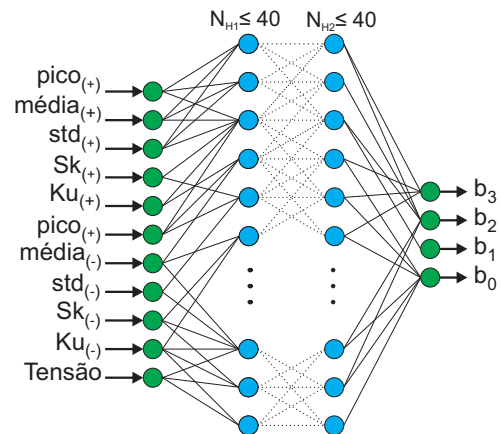 N_H1 ≤ 40 N_H2 ≤ 40
pico(+)
média(+)
std(+)
Sk(+)
Ku(+)
pico(+)
média(-)
std(-)
Sk(-)
Ku(-)
Tensão
b3
b2
b1
b0